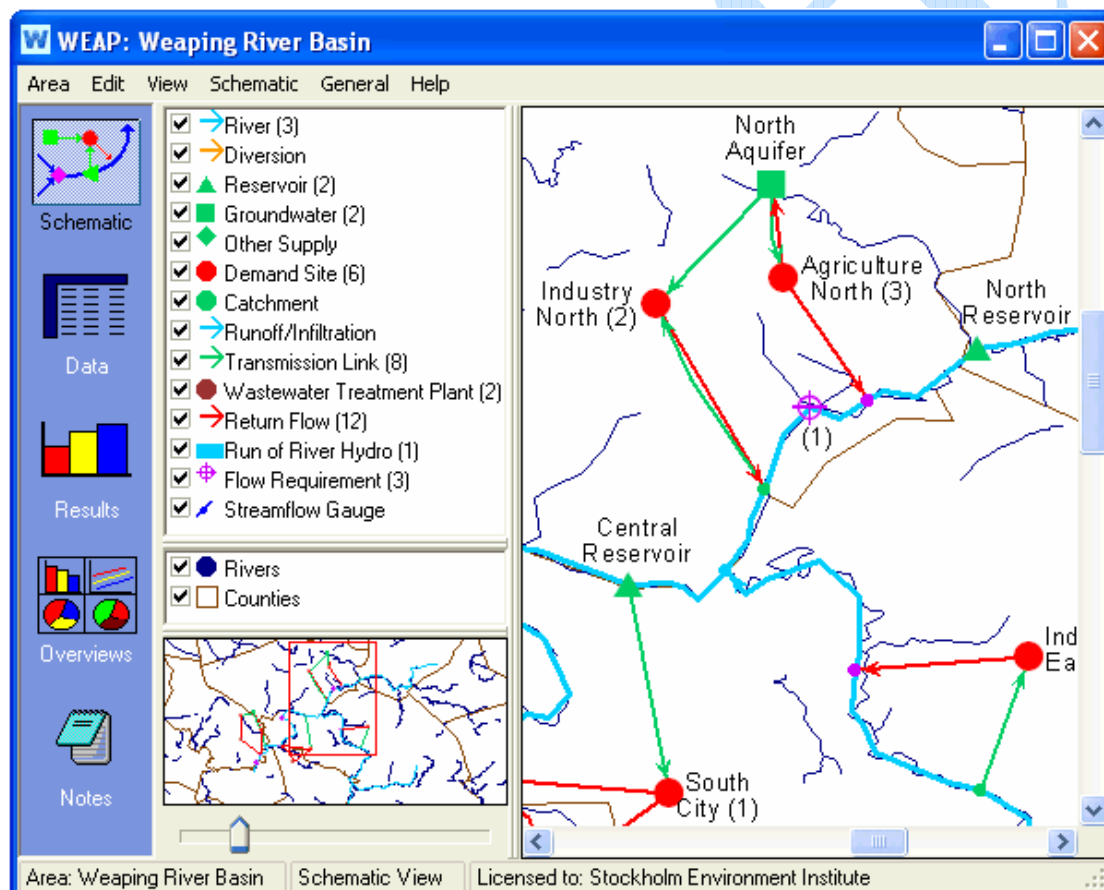 WEAP: Weaping River Basin
Area Edit View Schematic General Help
Schematic
Data
Results
Overviews
Notes
River (3)
Diversion
Reservoir (2)
Groundwater (2)
Other Supply
Demand Site (6)
Catchment
Runoff/Infiltration
Transmission Link (8)
Wastewater Treatment Plant (2)
Return Flow (12)
Run of River Hydro (1)
Flow Requirement (3)
Streamflow Gauge
Rivers
Counties
North
Aquifer
Industry
North (2)
Agriculture
North (3)
North
Reservoir
(1)
Central
Reservoir
Ind
Ea
South
City (1)
Area: Weaping River Basin Schematic View Licensed to: Stockholm Environment Institute